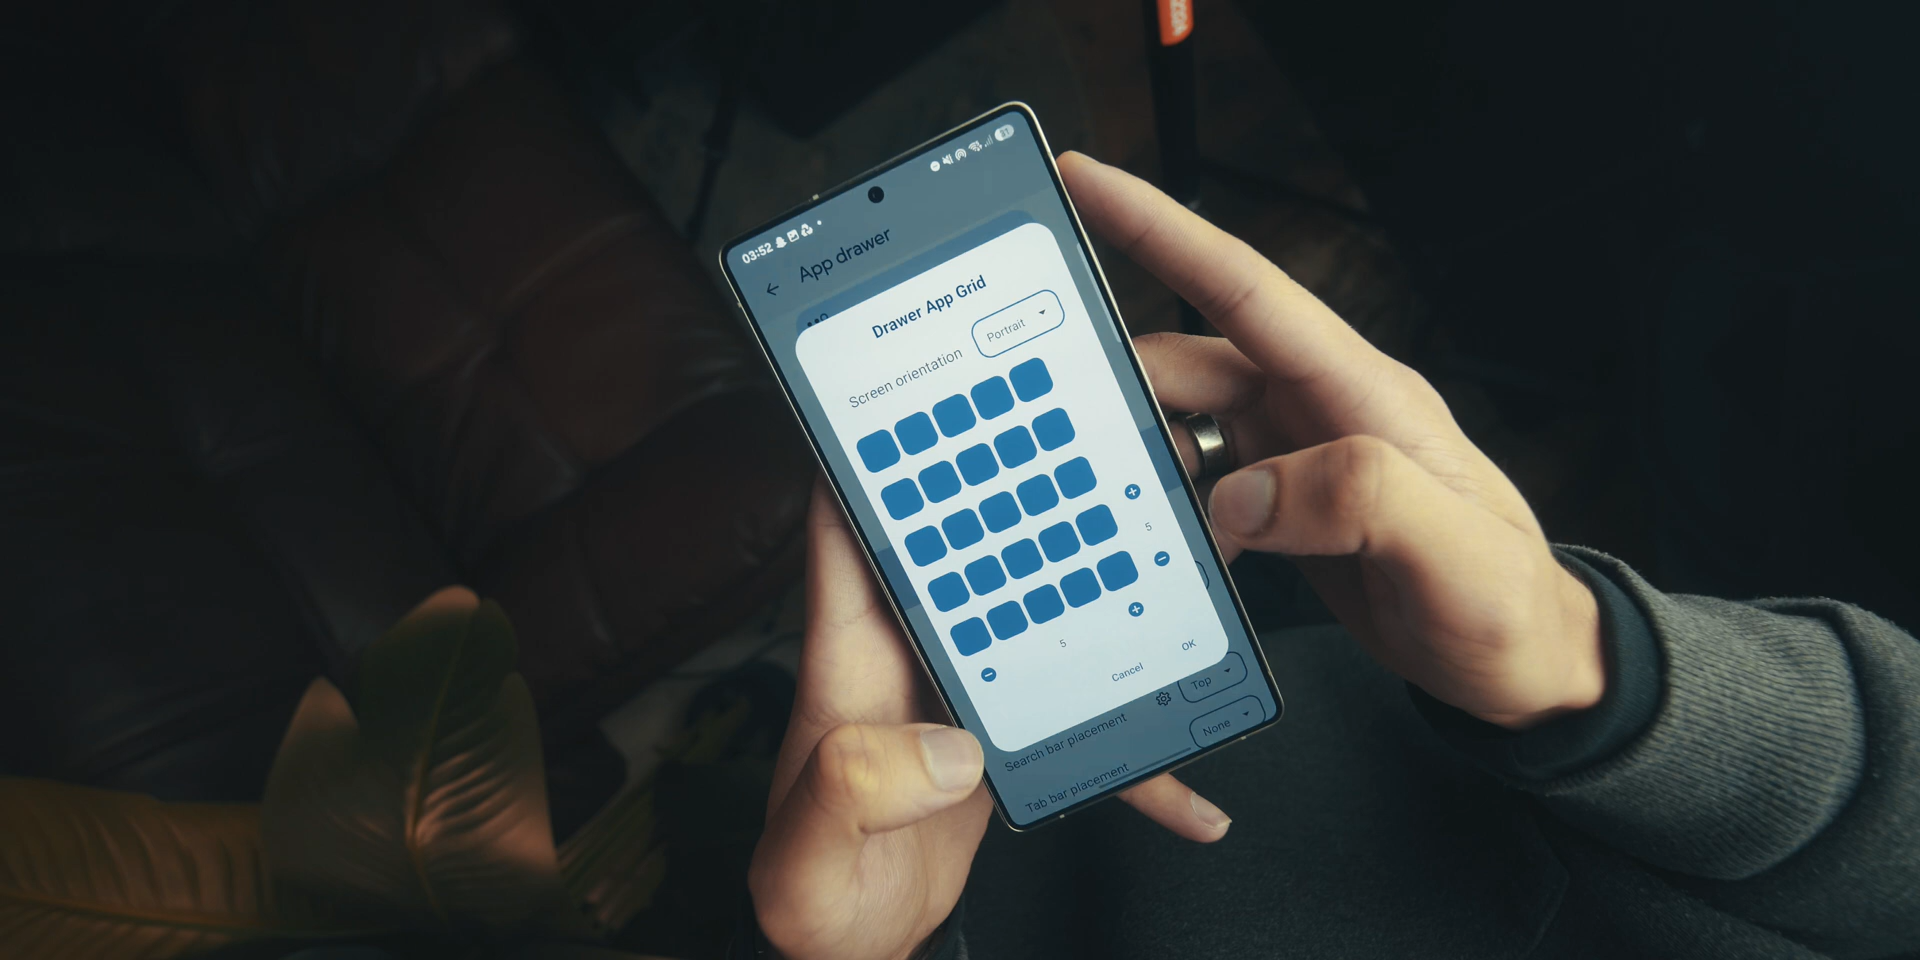 03:52
App drawer
Drawer App Grid
Screen orientation
Portrait
5
5
Cancel
OK
Search bar placement
Top
Tab bar placement
None